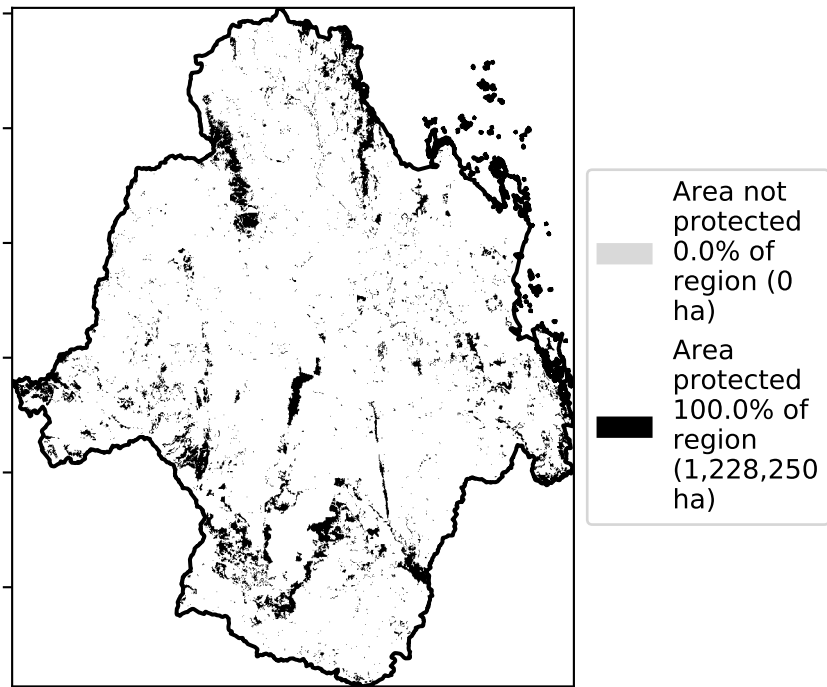 Area not
protected
0.0% of
region (0
ha)
Area
protected
100.0% of
region
(1,228,250
ha)